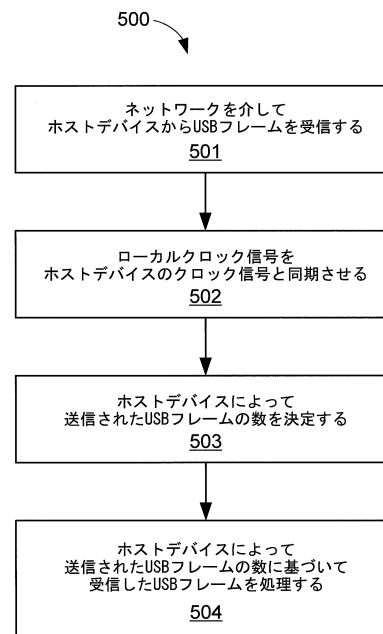 500
ネットワークを介して
ホストデバイスからUSBフレームを受信する
501
ローカルクロック信号を
ホストデバイスのクロック信号と同期させる
502
ホストデバイスによって
送信されたUSBフレームの数を決定する
503
ホストデバイスによって
送信されたUSBフレームの数に基づいて
受信したUSBフレームを処理する
504